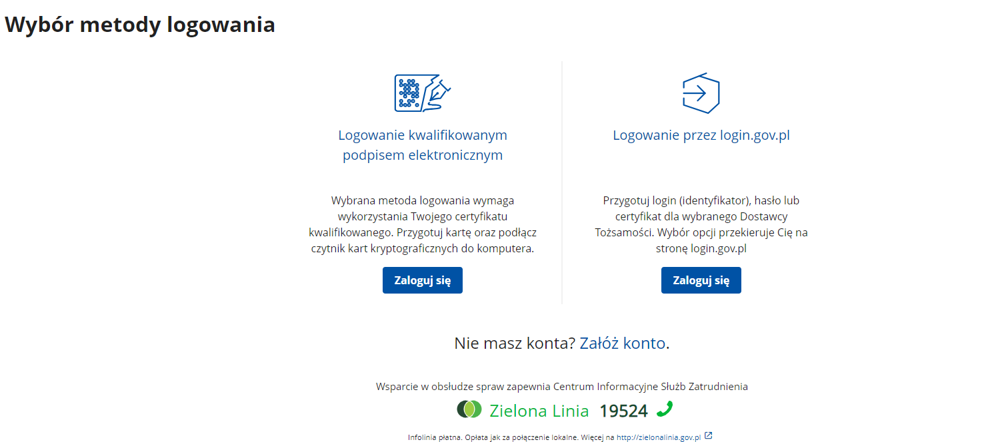 Wybór metody logowania
Logowanie kwalifikowanym
podpisem elektronicznym
Wybrana metoda logowania wymaga
wykorzystania Twojego certyfikatu
kwalifikowanego. Przygotuj kartę oraz podłącz
czytnik kart kryptograficznych do komputera.
Zaloguj się
Logowanie przez login.gov.pl
Przygotuj login (identyfikator), hasło lub
certyfikat dla wybranego Dostawcy
Tożsamości. Wybór opcji przekieruje Cię na
stronę login.gov.pl
Zaloguj się
Nie masz konta? Załóż konto.
Wsparcie w obsłudze spraw zapewnia Centrum Informacyjne Służb Zatrudnienia
Zielona Linia 19524
Infolinia płatna. Opłata jak za połączenie lokalne. Więcej na http://zielonalinia.gov.pl